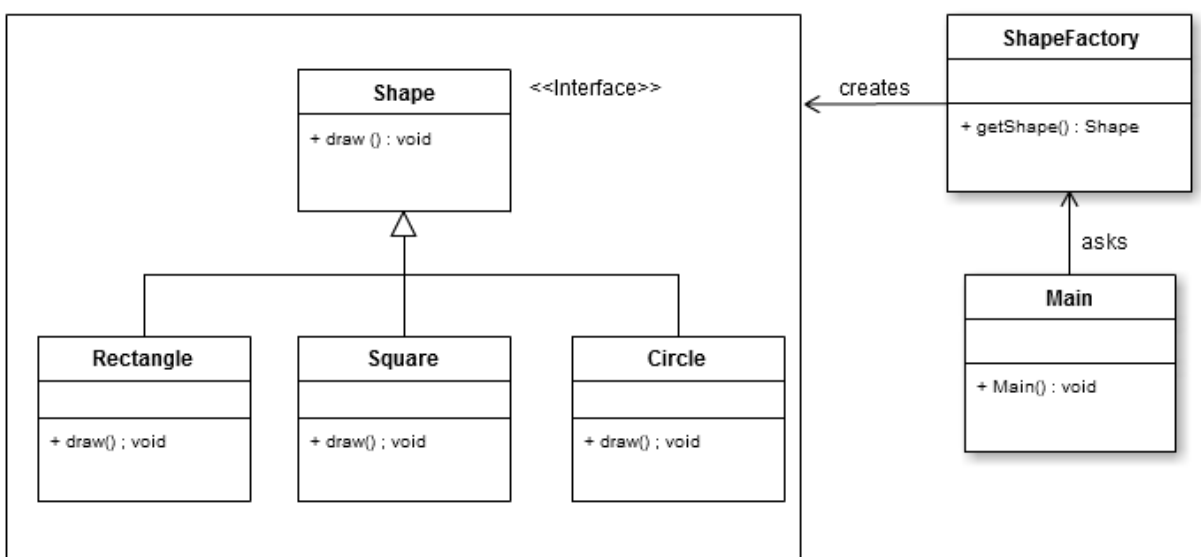 ShapeFactory
Shape
<<Interface>>
creates
+ draw () : void
+ getShape() : Shape
asks
Main
Rectangle
Square
Circle
+ Main() : void
+ draw() ; void
+ draw() ; void
+ draw() ; void